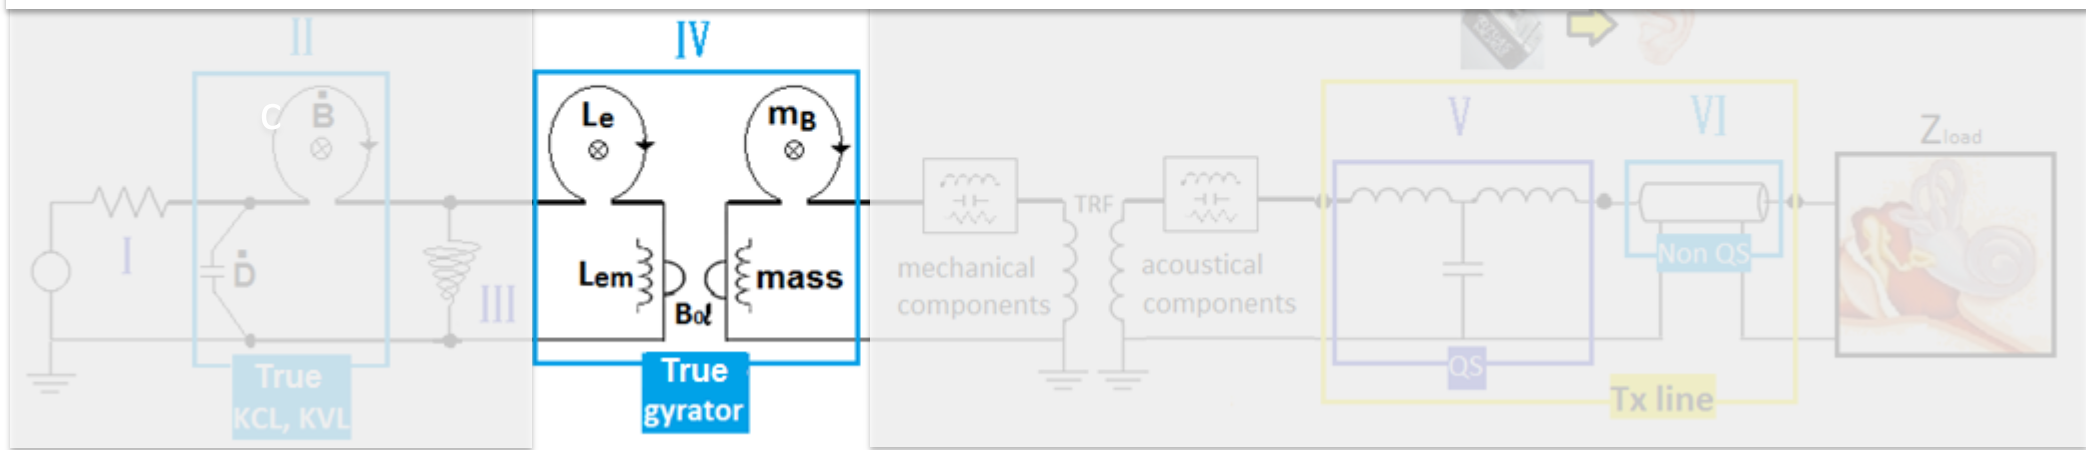 II
IV
C
Ḃ
Le
mB
V
VI
Zload
I
Ḋ
III
Lem
B0ℓ
mass
mechanical
components
TRF
acoustical
components
Non QS
QS
True
KCL, KVL
True
gyrator
Tx line